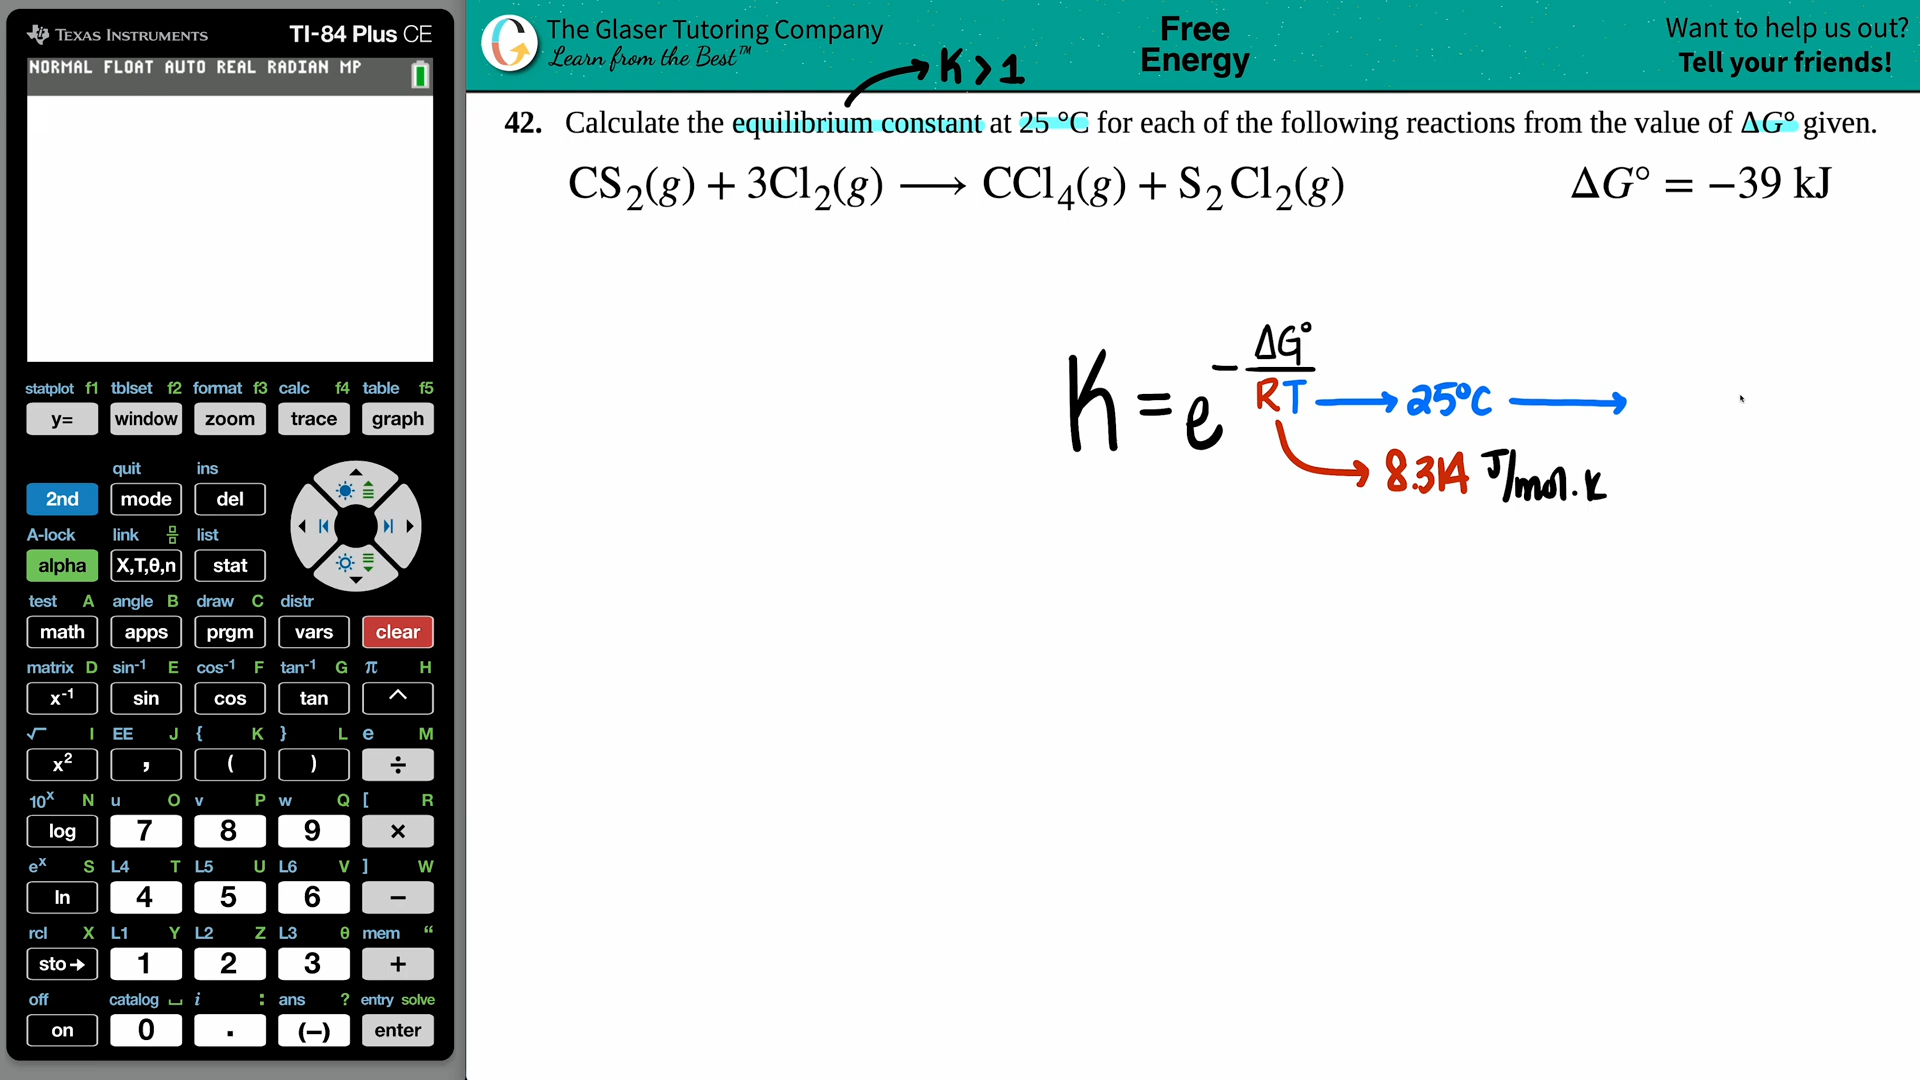 TEXAS INSTRUMENTS TI-84 Plus CE
NORMAL FLOAT AUTO REAL RADIAN MP
statplot f1 tblset f2 format f3 calc f4 table f5
y= window zoom trace graph
quit ins
2nd mode del
A-lock link list
alpha X,T,θ,n stat
test A angle B draw C distr
math apps prgm vars clear
matrix D sin⁻¹ E cos⁻¹ F tan⁻¹ G π H
x⁻¹ sin cos tan ^
√ I EE J { K } L e M
x² , ( ) ÷
10ˣ N u O v P w Q [ R
log 7 8 9 ×
eˣ S L4 T L5 U L6 V ] W
ln 4 5 6 −
rcl X L1 Y L2 Z L3 θ mem “
sto→ 1 2 3 +
off catalog ⎵ i : ans ? entry solve
on 0 . (−) enter
The Glaser Tutoring Company
Learn from the Best™
Free
Energy
Want to help us out?
Tell your friends!
K > 1
42. Calculate the equilibrium constant at 25 °C for each of the following reactions from the value of ΔG° given.
CS₂(g) + 3Cl₂(g) ⟶ CCl₄(g) + S₂Cl₂(g) ΔG° = −39 kJ
K = e^(−ΔG°/RT) → 25°C →
8.314 J/mol·K